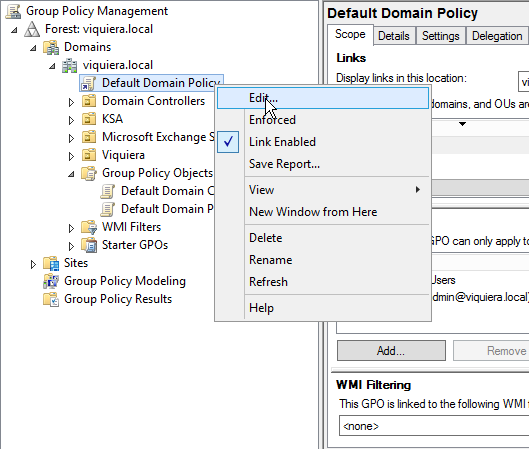 Group Policy Management
Forest: viquiera.local
Domains
viquiera.local
Default Domain Policy
Domain Controllers
KSA
Microsoft Exchange S
Viquiera
Group Policy Objects
Default Domain C
Default Domain P
WMI Filters
Starter GPOs
Sites
Group Policy Modeling
Group Policy Results
Edit...
Enforced
Link Enabled
Save Report...
View
New Window from Here
Delete
Rename
Refresh
Help
Default Domain Policy
Scope Details Settings Delegation
Links
Display links in this location:
domains, and OUs are
GPO can only apply to
Users
dmin@viquiera.local)
Add... Remove
WMI Filtering
This GPO is linked to the following WMI f
<none>